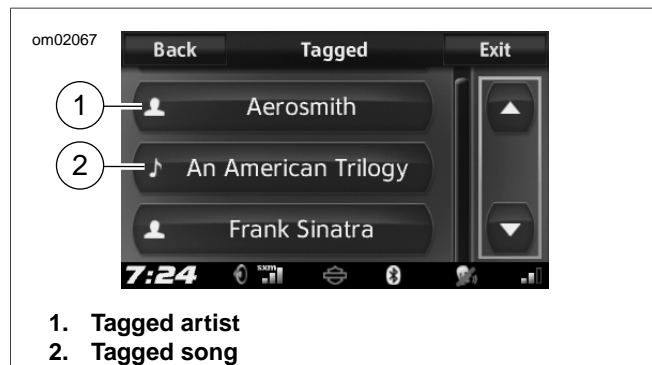 om02067
Back Tagged Exit
1 Aerosmith
2 An American Trilogy
Frank Sinatra
7:24 sxm
1. Tagged artist
2. Tagged song